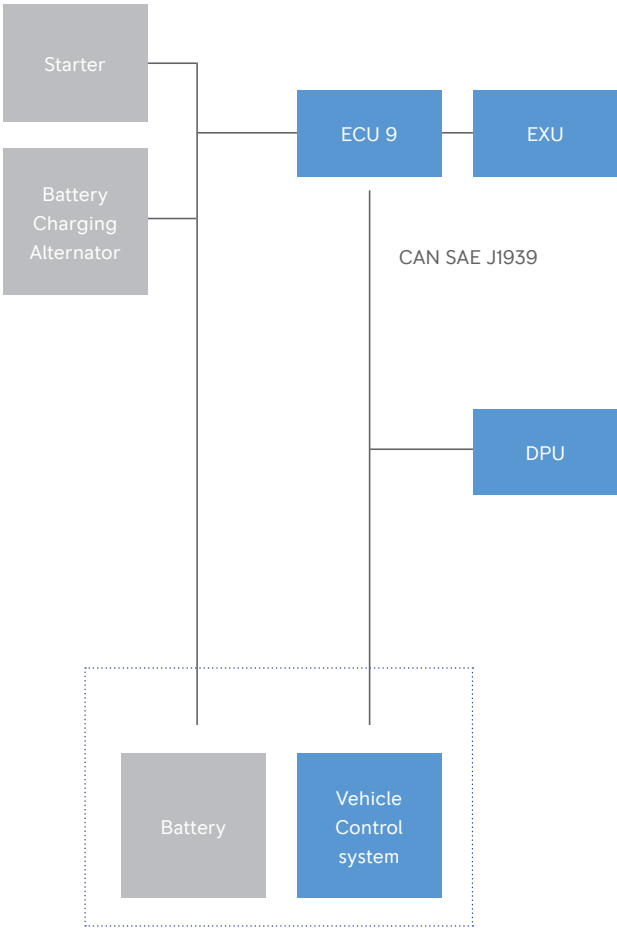 Starter
ECU 9
EXU
Battery
Charging
Alternator
CAN SAE J1939
DPU
Battery
Vehicle
Control
system